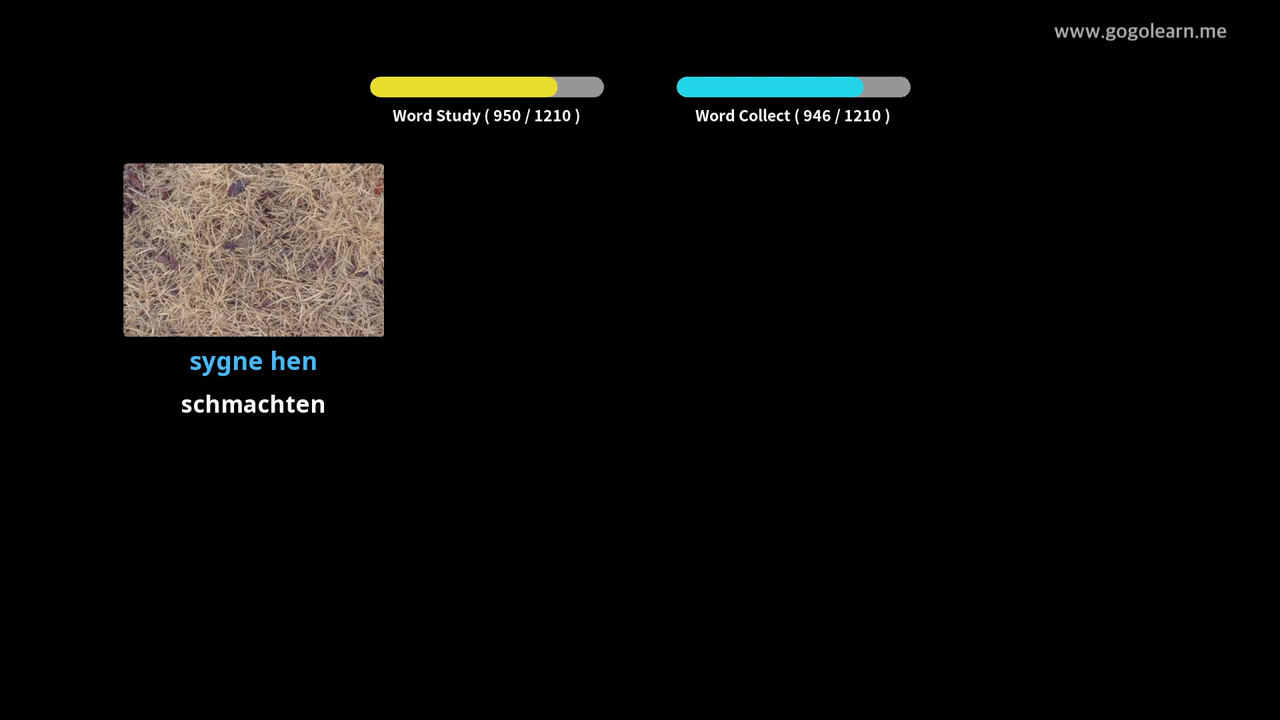 www.gogolearn.me
Word Study ( 950 / 1210 )
Word Collect ( 946 / 1210 )
sygne hen
schmachten